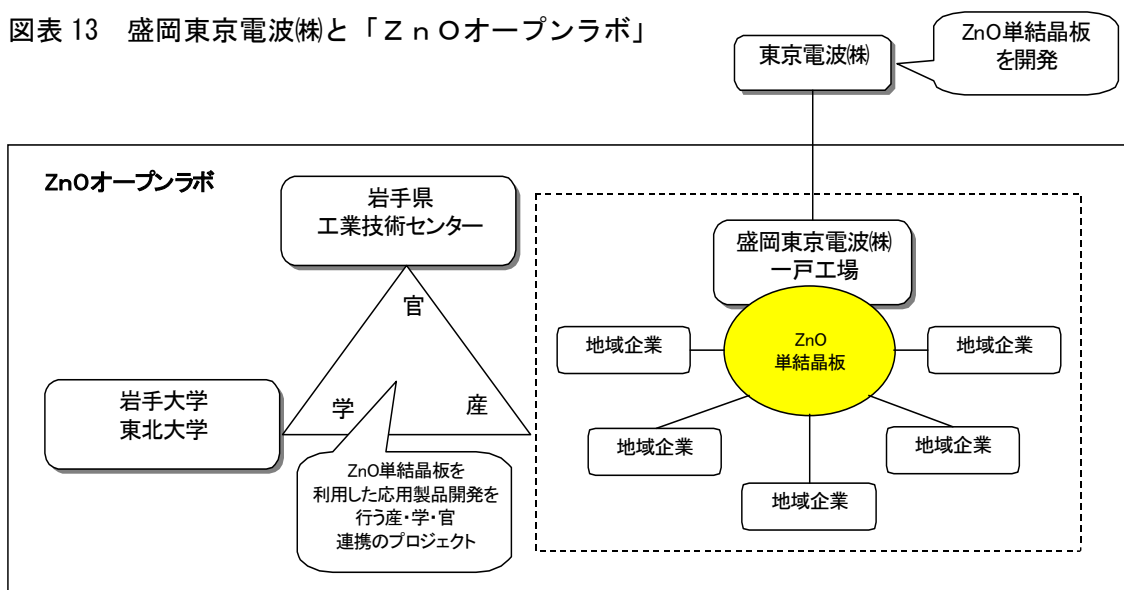 図表 13 盛岡東京電波㈱と「ＺｎＯオープンラボ」
東京電波㈱
ZnO単結晶板
を開発
ZnOオープンラボ
岩手県
工業技術センター
官
学
産
岩手大学
東北大学
ZnO単結晶板を
利用した応用製品開発を
行う産・学・官
連携のプロジェクト
盛岡東京電波㈱
一戸工場
ZnO
単結晶板
地域企業
地域企業
地域企業
地域企業
地域企業